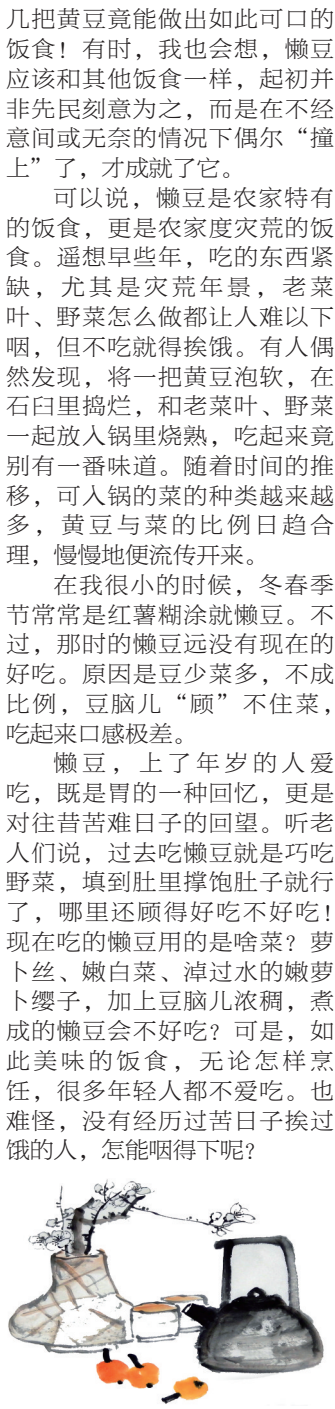 几把黄豆竟能做出如此可口的
饭食！有时，我也会想，懒豆
应该和其他饭食一样，起初并
非先民刻意为之，而是在不经
意间或无奈的情况下偶尔“撞
上”了，才成就了它。
可以说，懒豆是农家特有
的饭食，更是农家度灾荒的饭
食。遥想早些年，吃的东西紧
缺，尤其是灾荒年景，老菜
叶、野菜怎么做都让人难以下
咽，但不吃就得挨饿。有人偶
然发现，将一把黄豆泡软，在
石臼里捣烂，和老菜叶、野菜
一起放入锅里烧熟，吃起来竟
别有一番味道。随着时间的推
移，可入锅的菜的种类越来越
多，黄豆与菜的比例日趋合
理，慢慢地便流传开来。
在我很小的时候，冬春季
节常常是红薯糊涂就懒豆。不
过，那时的懒豆远没有现在的
好吃。原因是豆少菜多，不成
比例，豆脑儿“顾”不住菜，
吃起来口感极差。
懒豆，上了年岁的人爱
吃，既是胃的一种回忆，更是
对往昔苦难日子的回望。听老
人们说，过去吃懒豆就是巧吃
野菜，填到肚里撑饱肚子就行
了，哪里还顾得好吃不好吃！
现在吃的懒豆用的是啥菜？萝
卜丝、嫩白菜、淖过水的嫩萝
卜缨子，加上豆脑儿浓稠，煮
成的懒豆会不好吃？可是，如
此美味的饭食，无论怎样烹
饪，很多年轻人都不爱吃。也
难怪，没有经历过苦日子挨过
饿的人，怎能咽得下呢？